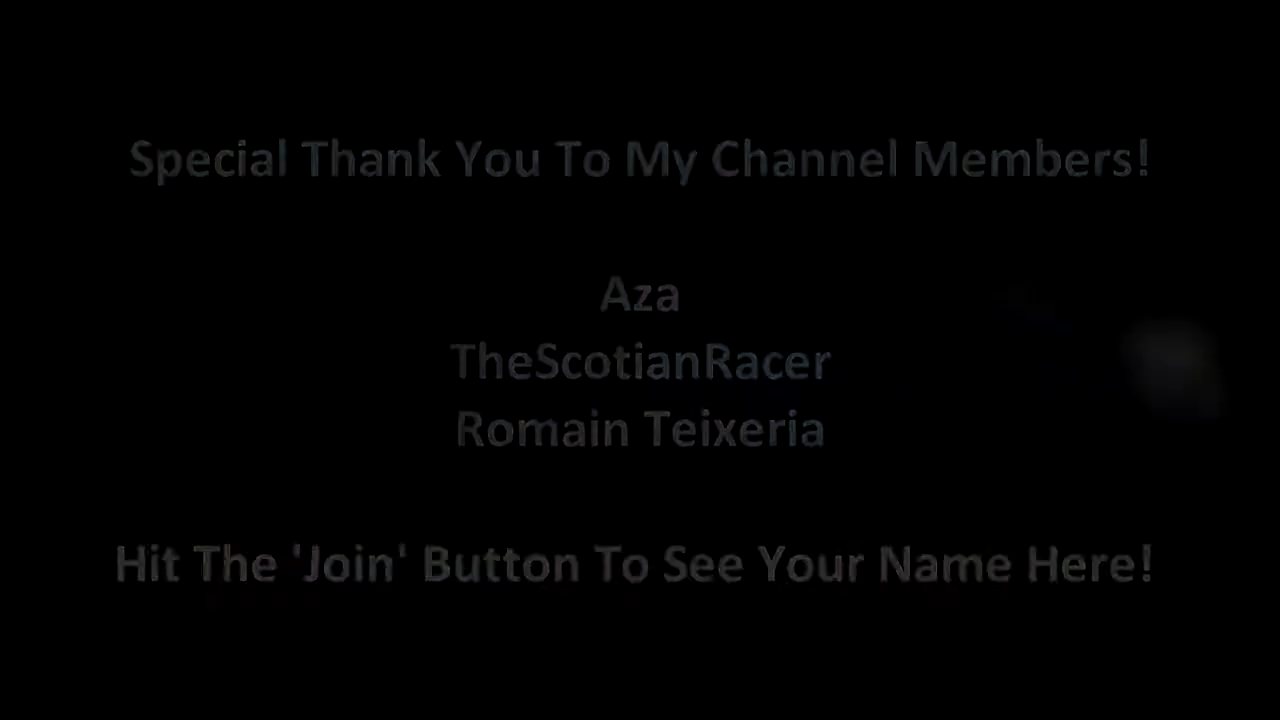 Special Thank You To My Channel Members!
Aza
TheScotianRacer
Romain Teixeria
Hit The 'Join' Button To See Your Name Here!